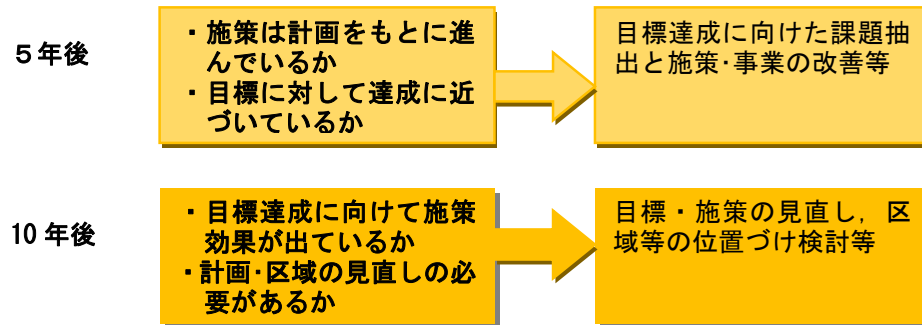 5年後
・施策は計画をもとに進
んでいるか
・目標に対して達成に近
づいているか
目標達成に向けた課題抽
出と施策・事業の改善等
10年後
・目標達成に向けて施策
効果が出ているか
・計画・区域の見直しの必
要があるか
目標・施策の見直し，区
域等の位置づけ検討等